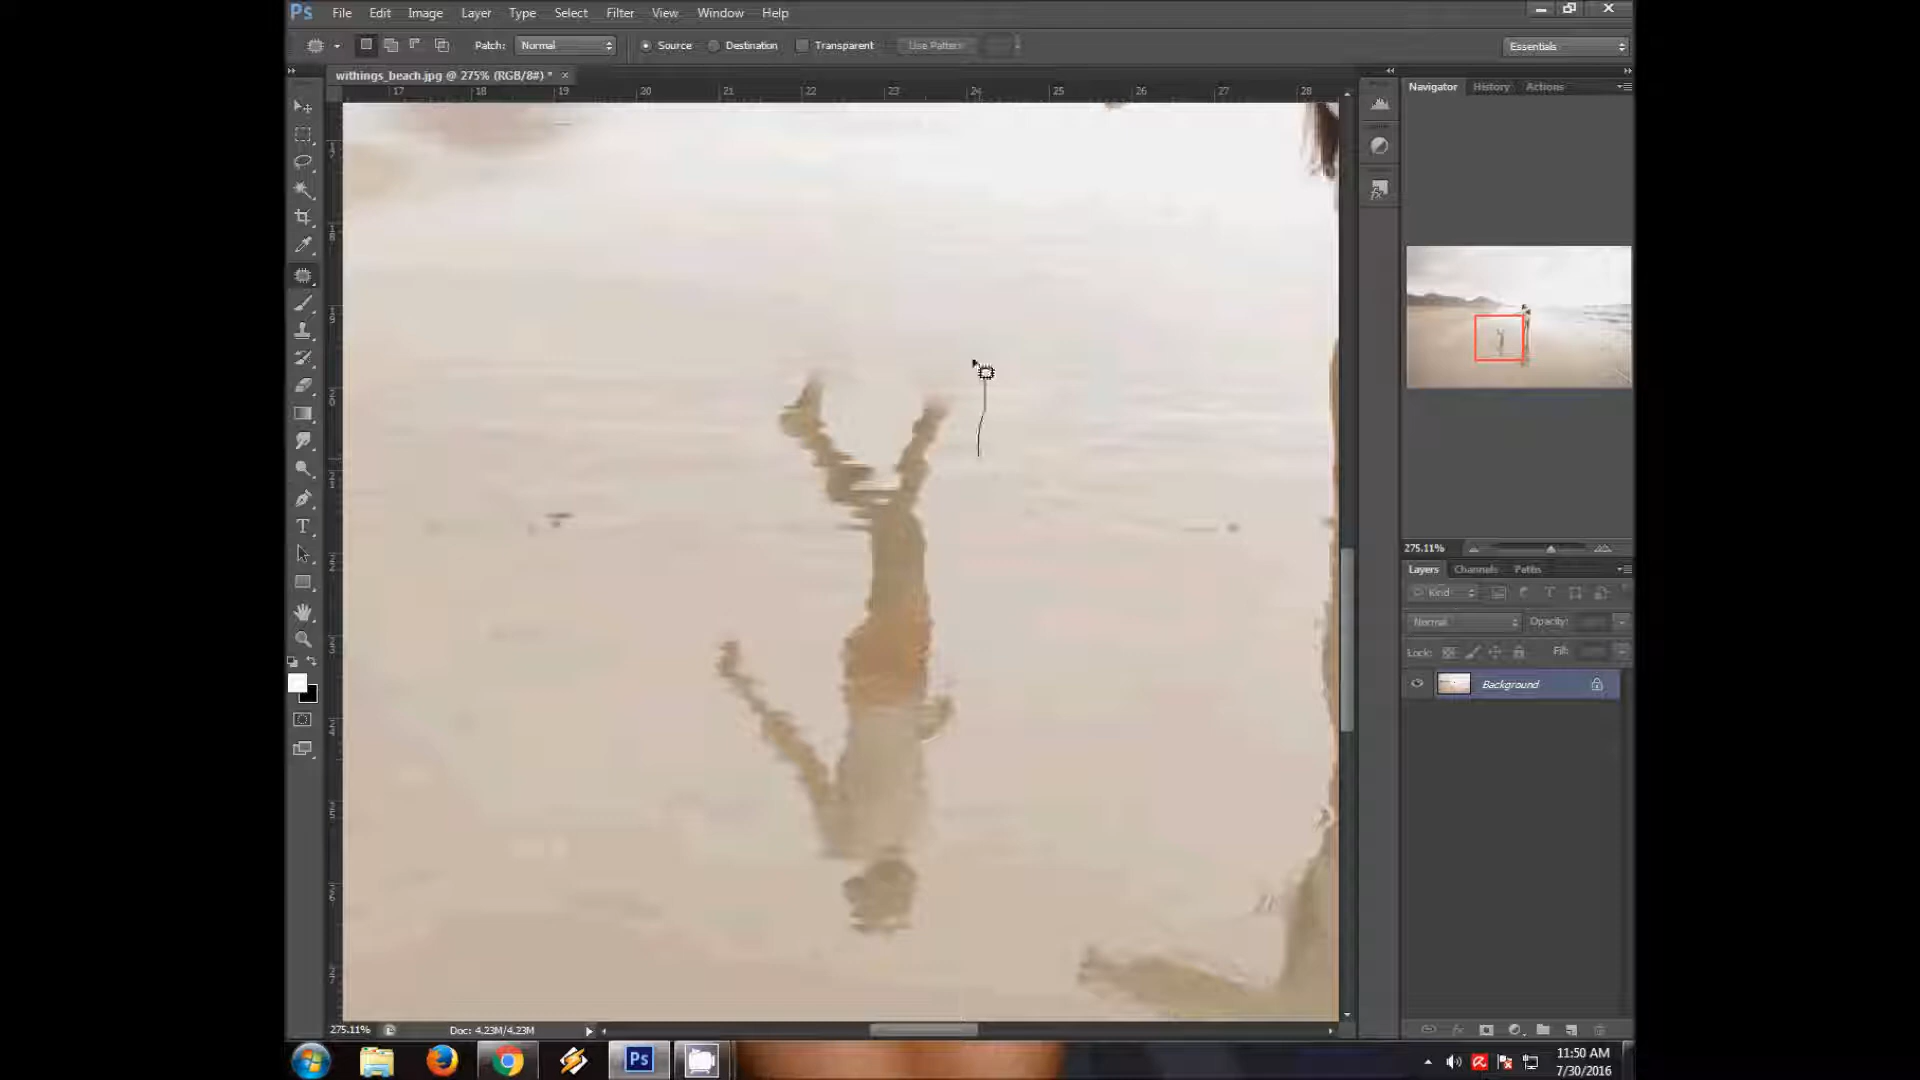 Ps File Edit Image Layer Type Select Filter View Window Help
Patch: Normal Source Destination Transparent Use Pattern Essentials
withings_beach.jpg @ 275% (RGB/8#) * ×
17 18 19 20 21 22 23 24 25 26 27 28
Navigator History Actions
275.11%
Layers Channels Paths
Kind
Normal Opacity:
Lock: Fill:
Background
T
275.11% Doc: 4.23M/4.23M
Ps
11:50 AM
7/30/2016